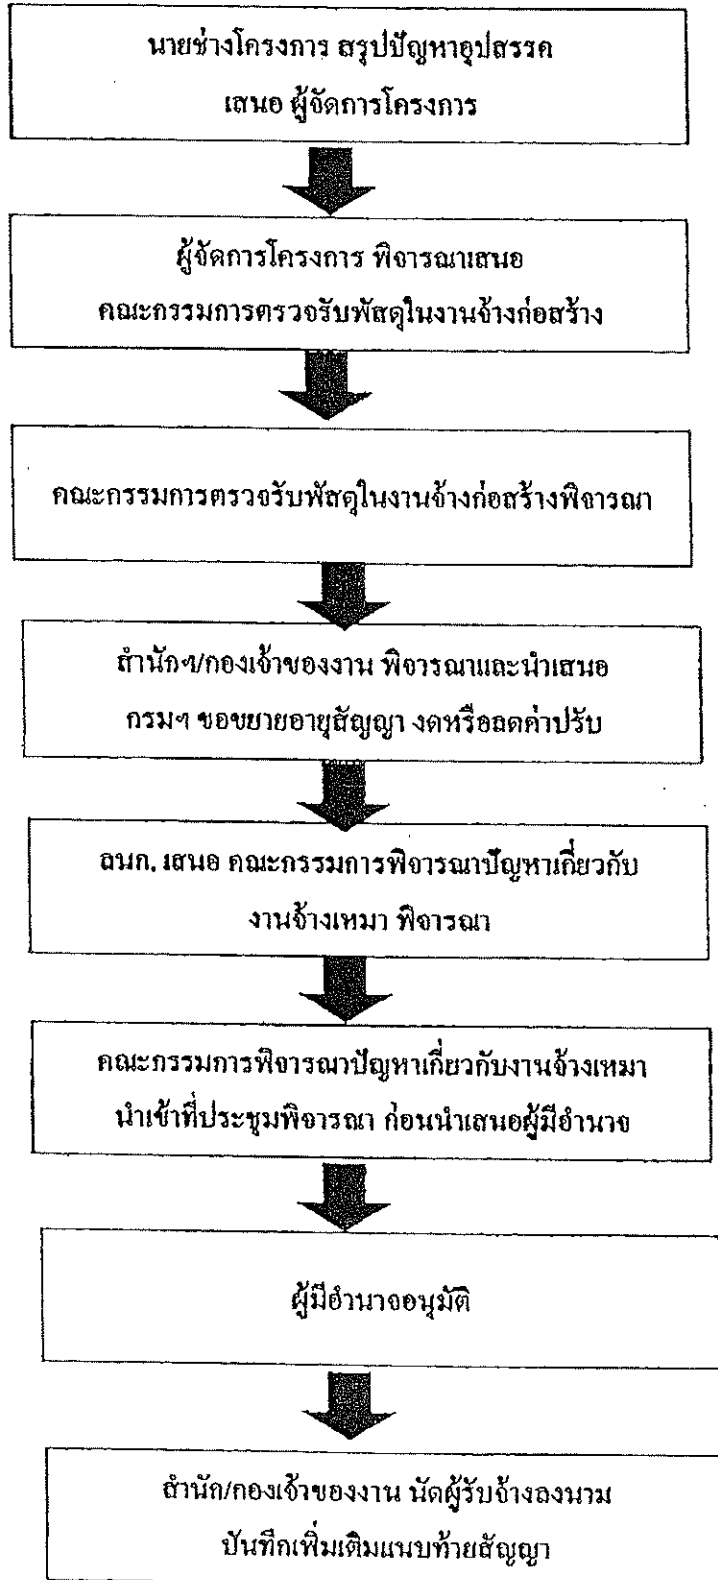 นายช่างโครงการ สรุปปัญหาอุปสรรค
เสนอ ผู้จัดการโครงการ
ผู้จัดการโครงการ พิจารณาเสนอ
คณะกรรมการตรวจรับพัสดุในงานจ้างก่อสร้าง
คณะกรรมการตรวจรับพัสดุในงานจ้างก่อสร้างพิจารณา
สำนักฯ/กองเจ้าของงาน พิจารณาและนำเสนอ
กรมฯ ขอขยายอายุสัญญา งดหรือลดค่าปรับ
ลนก. เสนอ คณะกรรมการพิจารณาปัญหาเกี่ยวกับ
งานจ้างเหมา พิจารณา
คณะกรรมการพิจารณาปัญหาเกี่ยวกับงานจ้างเหมา
นำเข้าที่ประชุมพิจารณา ก่อนนำเสนอผู้มีอำนาจ
ผู้มีอำนาจอนุมัติ
สำนัก/กองเจ้าของงาน นัดผู้รับจ้างลงนาม
บันทึกเพิ่มเติมแนบท้ายสัญญา